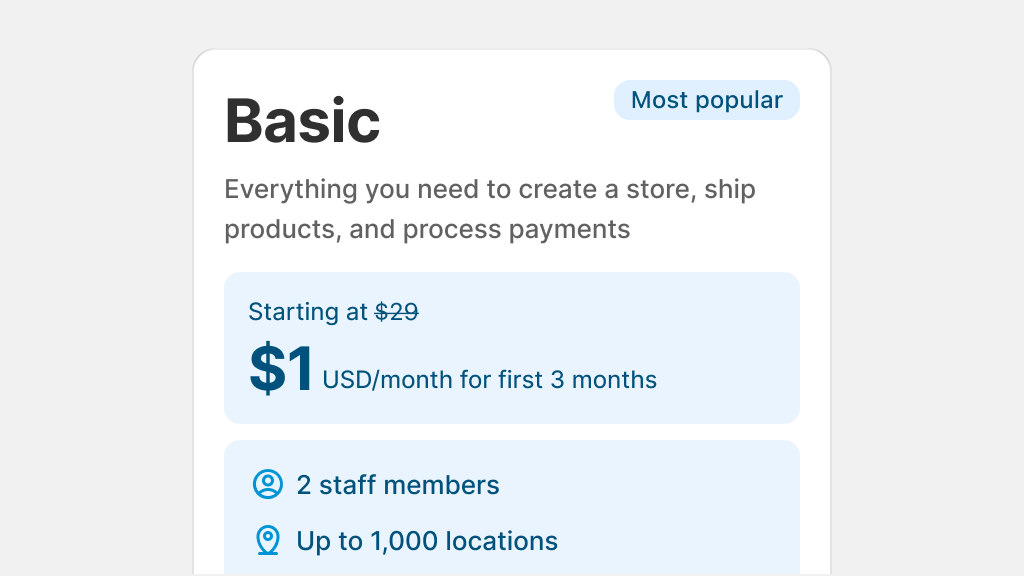 Basic
Most popular
Everything you need to create a store, ship
products, and process payments
Starting at $29
$1 USD/month for first 3 months
2 staff members
Up to 1,000 locations